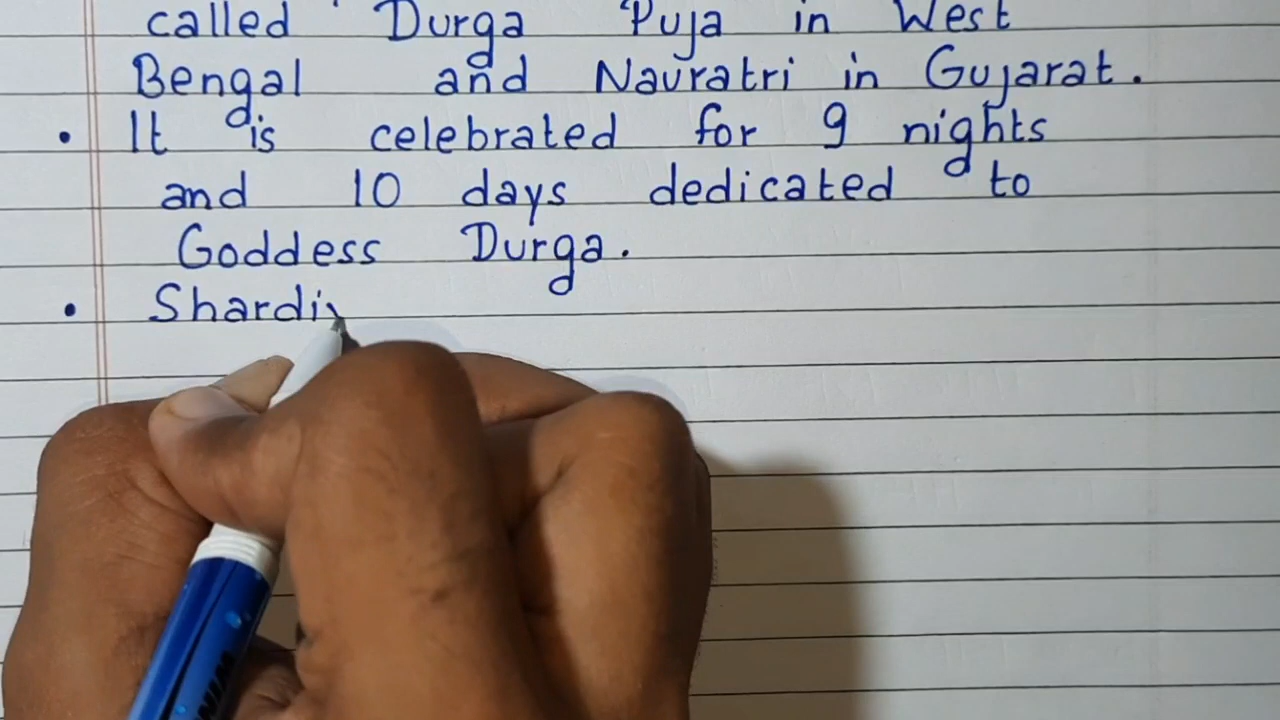 called Durga Puja in West
Bengal and Navratri in Gujarat.
• It is celebrated for 9 nights
and 10 days dedicated to
Goddess Durga.
• Shardi